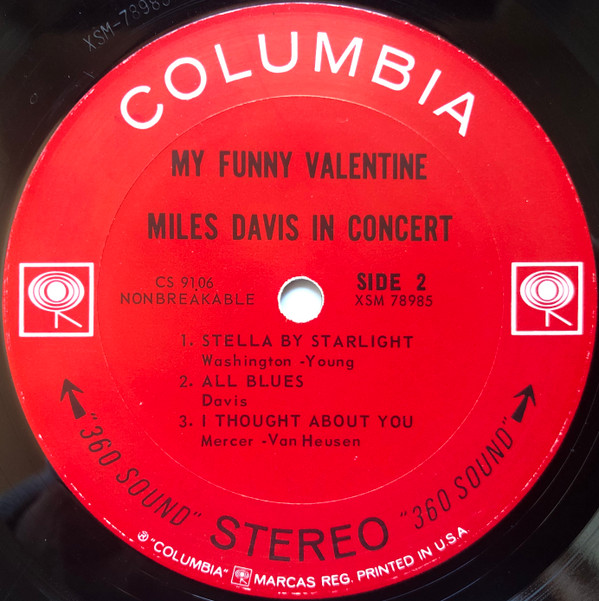 XSM-78985
COLUMBIA
MY FUNNY VALENTINE
MILES DAVIS IN CONCERT
CS 9106
NONBREAKABLE
SIDE 2
XSM 78985
1. STELLA BY STARLIGHT
Washington -Young
2. ALL BLUES
Davis
3. I THOUGHT ABOUT YOU
Mercer -Van Heusen
"360 SOUND" STEREO "360 SOUND"
® "COLUMBIA" MARCAS REG. PRINTED IN U.S.A.